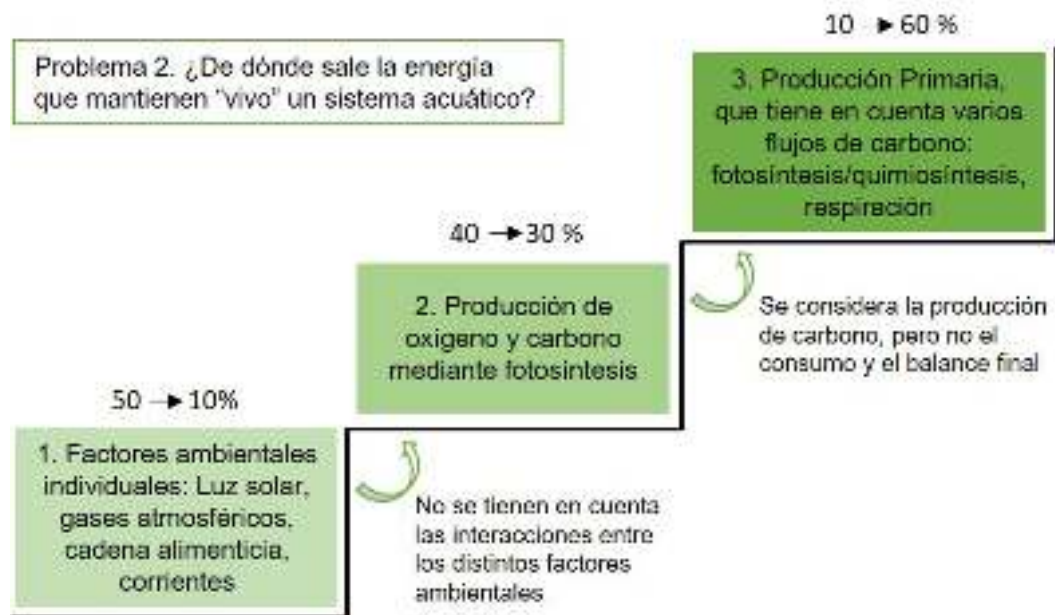 Problema 2. ¿De dónde sale la energía
que mantienen "vivo" un sistema acuático?
10 → 60 %
3. Producción Primaria,
que tiene en cuenta varios
flujos de carbono:
fotosíntesis/quimiosíntesis,
respiración
40 → 30 %
2. Producción de
oxigeno y carbono
mediante fotosintesis
Se considera la producción
de carbono, pero no el
consumo y el balance final
50 → 10%
1. Factores ambientales
individuales: Luz solar,
gases atmosféricos,
cadena alimenticia,
corrientes
No se tienen en cuenta
las interacciones entre
los distintos factores
ambientales